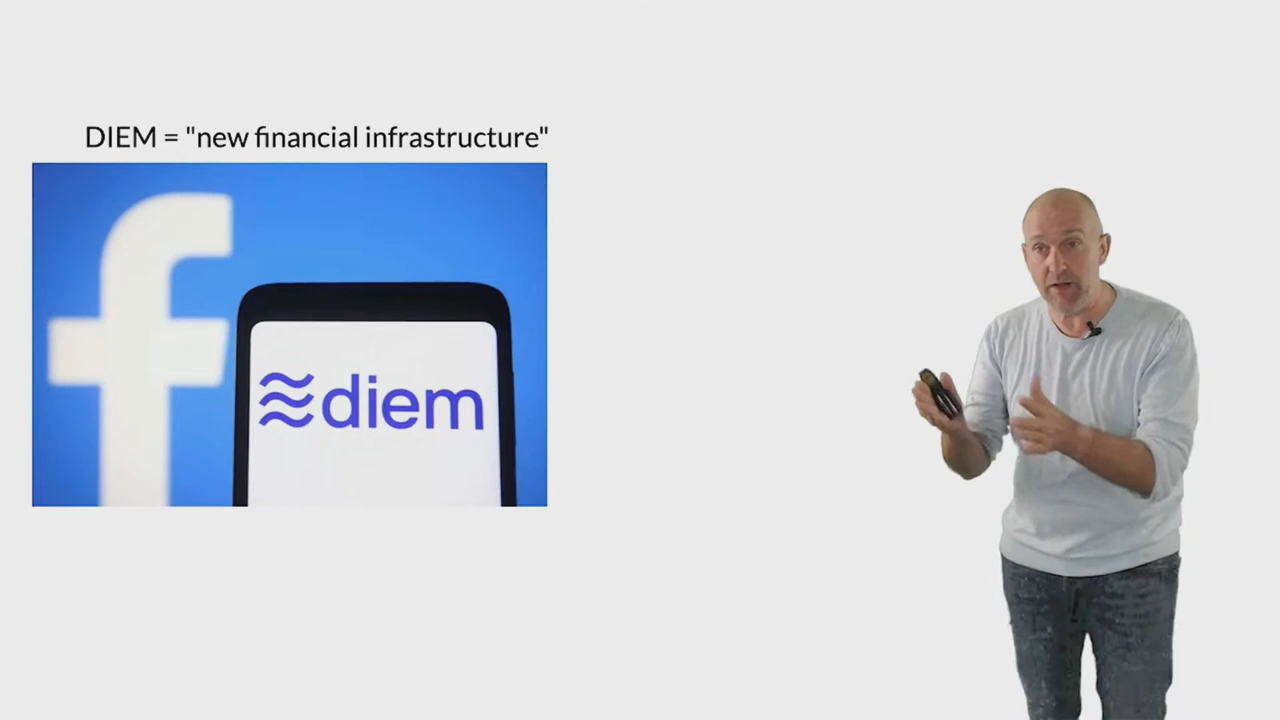 DIEM = "new financial infrastructure"
diem